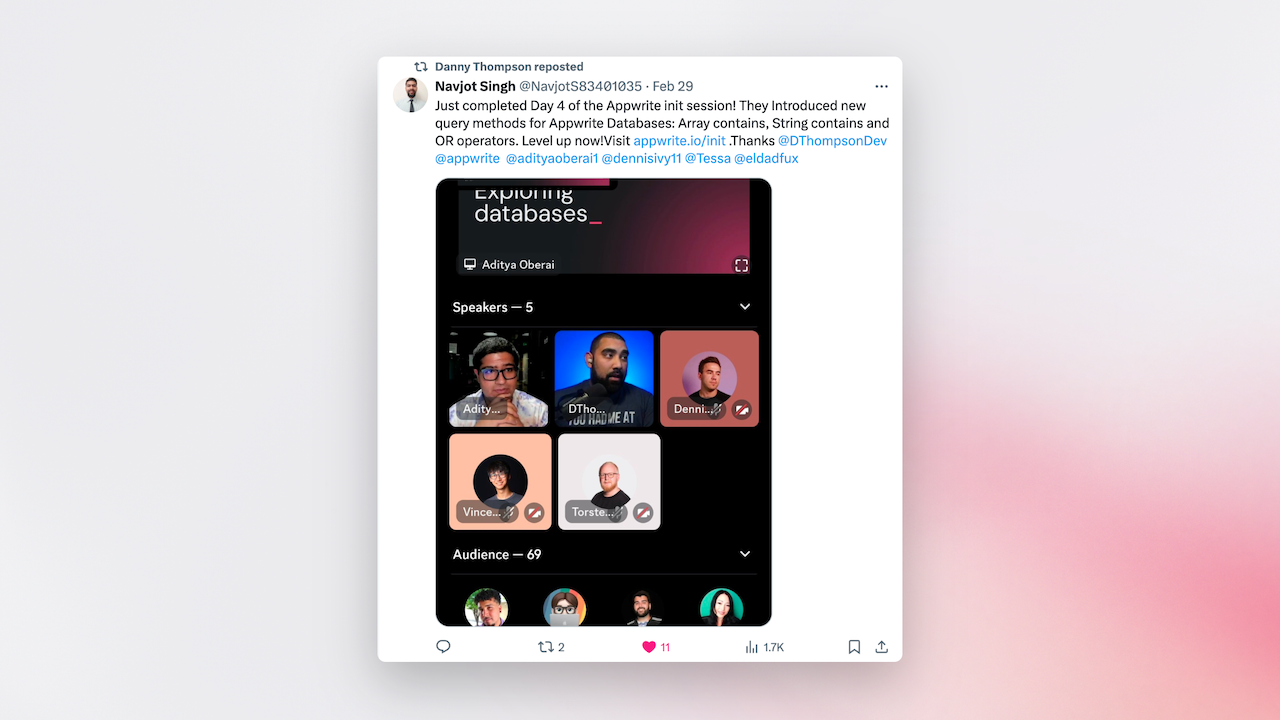 Danny Thompson reposted
Navjot Singh @NavjotS83401035 · Feb 29
Just completed Day 4 of the Appwrite init session! They Introduced new
query methods for Appwrite Databases: Array contains, String contains and
OR operators. Level up now!Visit appwrite.io/init .Thanks @DThompsonDev
@appwrite @adityaoberai1 @dennisivy11 @Tessa @eldadfux
Exploring
databases_
Aditya Oberai
Speakers — 5
Adity...
DTho...
YOU HAD ME AT
Denni...
Vince...
Torste...
Audience — 69
2
11
1.7K